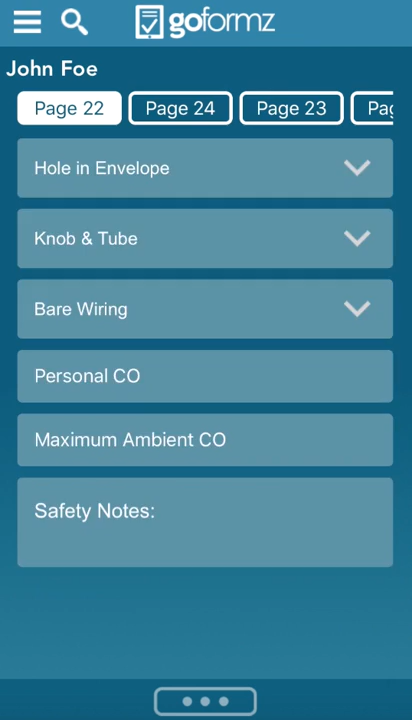 goformz
John Foe
Page 22 Page 24 Page 23 Pag
Hole in Envelope
Knob & Tube
Bare Wiring
Personal CO
Maximum Ambient CO
Safety Notes: